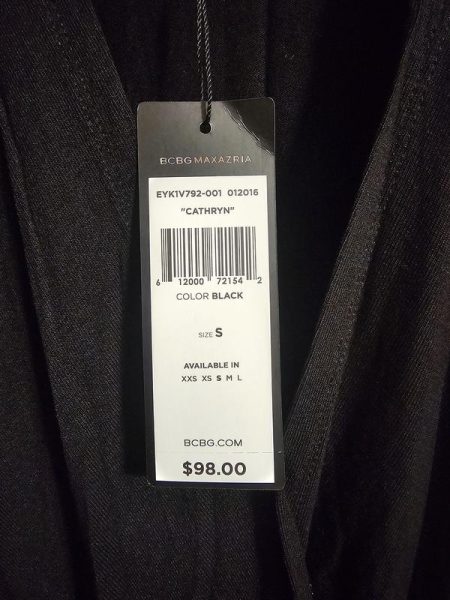 BCBGMAXAZRIA
EYK1V792-001 012016
"CATHRYN"
6 12000 72154 2
COLOR BLACK
SIZE S
AVAILABLE IN
XXS XS S M L
BCBG.COM
$98.00